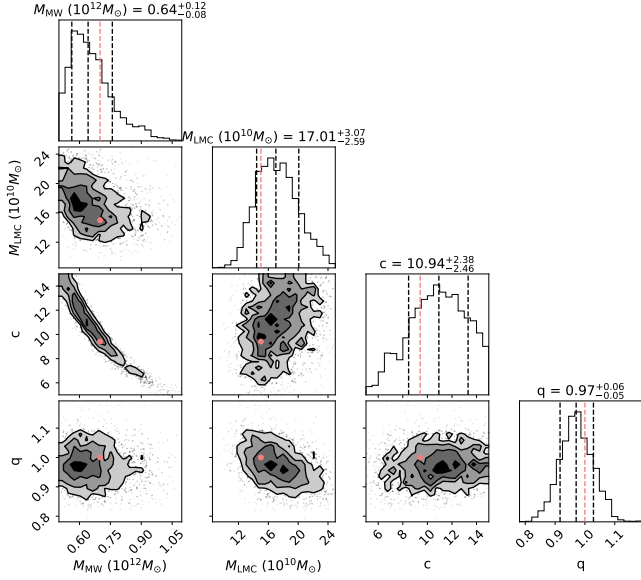 M_MW (10^12 M_⊙) = 0.64^{+0.12}_{-0.08}
M_LMC (10^10 M_⊙) = 17.01^{+3.07}_{-2.59}
24
20
16
12
M_LMC (10^10 M_⊙)
c = 10.94^{+2.38}_{-2.46}
14
12
10
8
6
c
q = 0.97^{+0.06}_{-0.05}
1.1
1.0
0.9
0.8
q
0.60 0.75 0.90 1.05
12 16 20 24
6 8 10 12 14
0.8 0.9 1.0 1.1
M_MW (10^12 M_⊙)
M_LMC (10^10 M_⊙)
c
q